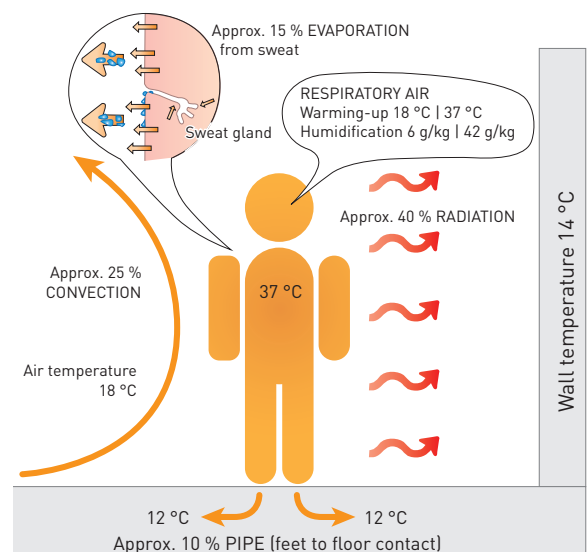 Approx. 15 % EVAPORATION
from sweat
Sweat gland
RESPIRATORY AIR
Warming-up 18 °C | 37 °C
Humidification 6 g/kg | 42 g/kg
Approx. 40 % RADIATION
Wall temperature 14 °C
Approx. 25 %
CONVECTION
37 °C
Air temperature
18 °C
12 °C
12 °C
Approx. 10 % PIPE (feet to floor contact)